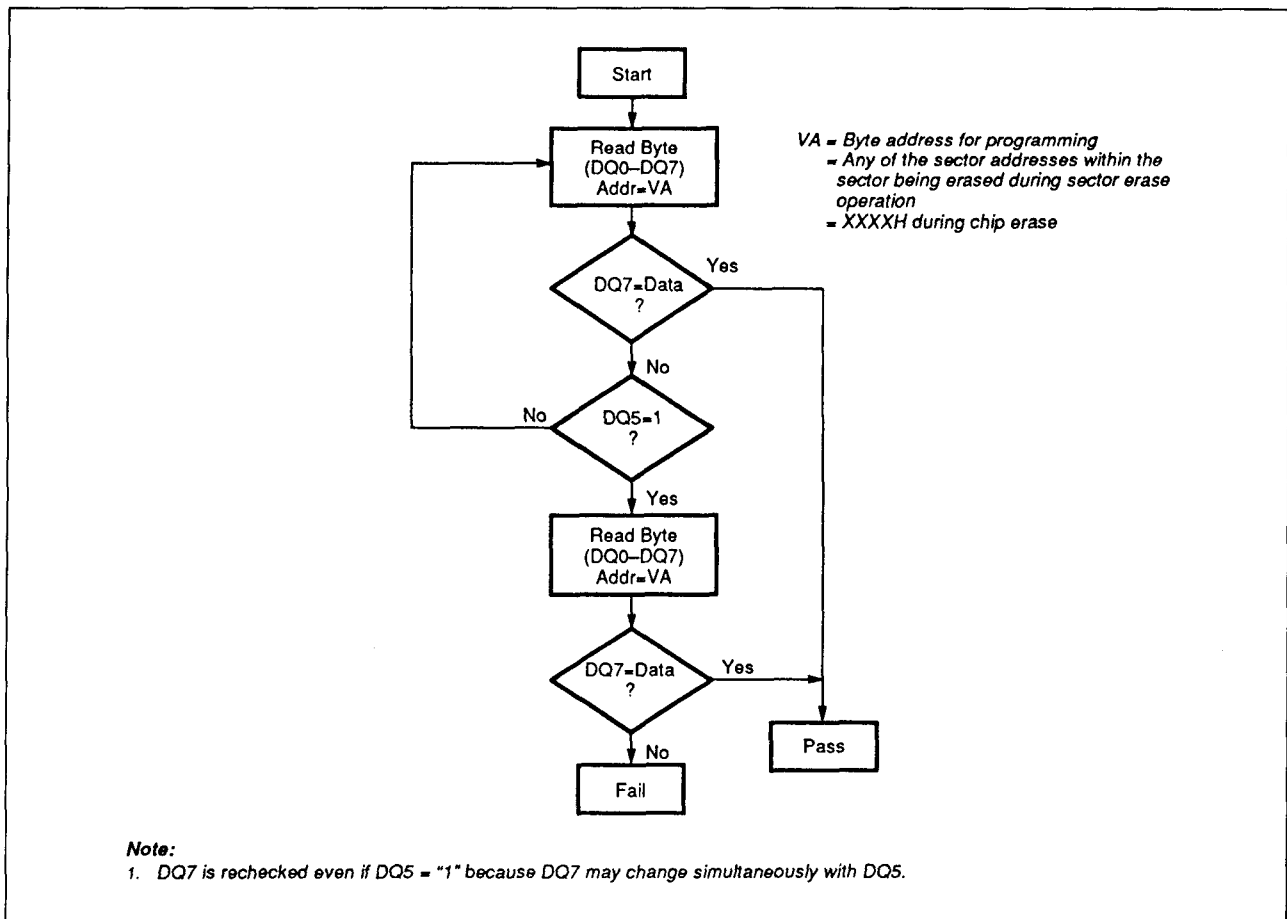 Start
Read Byte
(DQ0–DQ7)
Addr=VA
VA = Byte address for programming
= Any of the sector addresses within the
sector being erased during sector erase
operation
= XXXXH during chip erase
DQ7=Data
?
Yes
No
DQ5=1
?
No
Yes
Read Byte
(DQ0–DQ7)
Addr=VA
DQ7=Data
?
Yes
No
Pass
Fail
Note:
1. DQ7 is rechecked even if DQ5 = "1" because DQ7 may change simultaneously with DQ5.